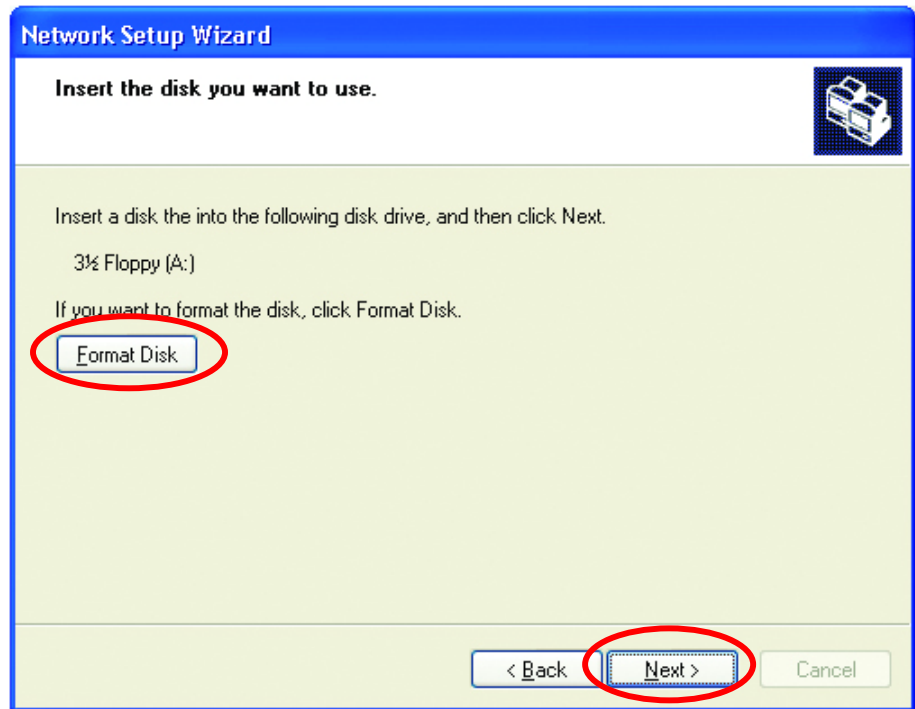 Network Setup Wizard
Insert the disk you want to use.
Insert a disk the into the following disk drive, and then click Next.
3½ Floppy (A:)
If you want to format the disk, click Format Disk.
Format Disk
< Back Next > Cancel